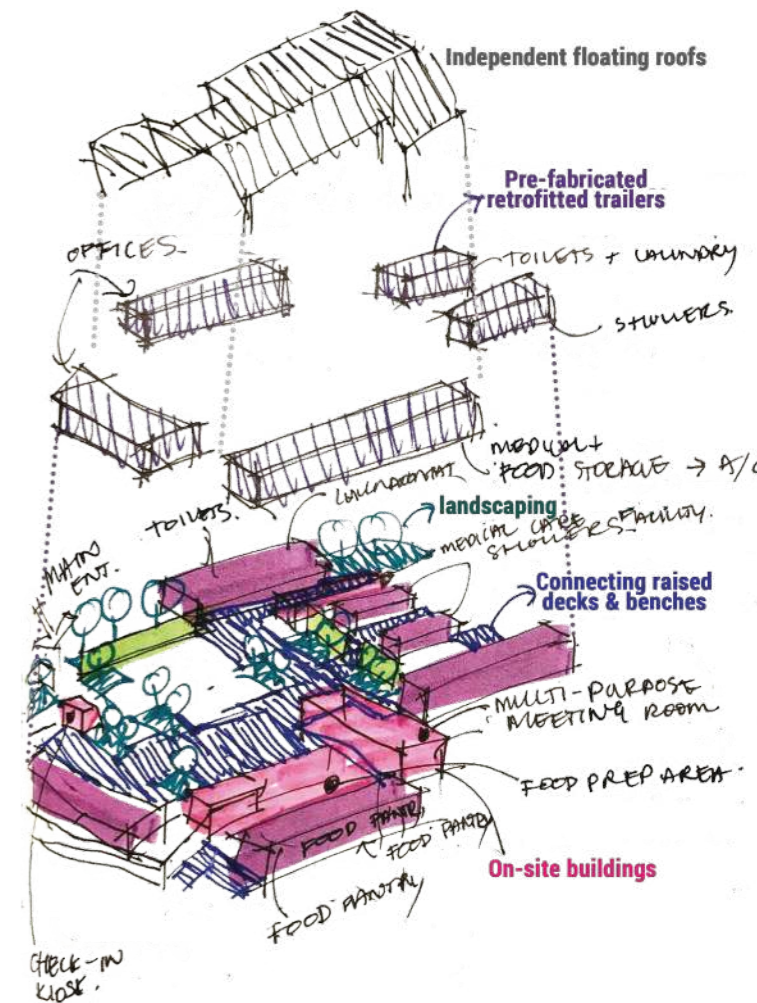 Independent floating roofs
Pre-fabricated
retrofitted trailers
OFFICES
TOILETS + LAUNDRY
SHOWERS.
MEDICAL +
FOOD STORAGE → A/C
LAUNDROMAT
TOILETS.
landscaping
MEDICAL CARE FACILITY.
SHOWERS
MAIN
ENT.
Connecting raised
decks & benches
MULTI-PURPOSE
MEETING ROOM
FOOD PREP AREA.
FOOD PANTRY
FOOD PANTRY
FOOD PANTRY
On-site buildings
CHECK-IN
KIOSK.